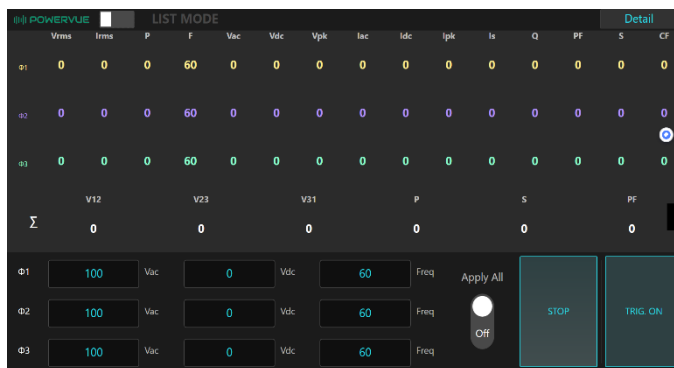 POWERVUE LIST MODE Detail
Vrms Irms P F Vac Vdc Vpk Iac Idc Ipk Is Q PF S CF
Φ1 0 0 0 60 0 0 0 0 0 0 0 0 0 0 0
Φ2 0 0 0 60 0 0 0 0 0 0 0 0 0 0 0
Φ3 0 0 0 60 0 0 0 0 0 0 0 0 0 0 0
V12 V23 V31 P S PF
Σ 0 0 0 0 0 0
Φ1 100 Vac 0 Vdc 60 Freq Apply All
Φ2 100 Vac 0 Vdc 60 Freq STOP TRIG. ON
Off
Φ3 100 Vac 0 Vdc 60 Freq